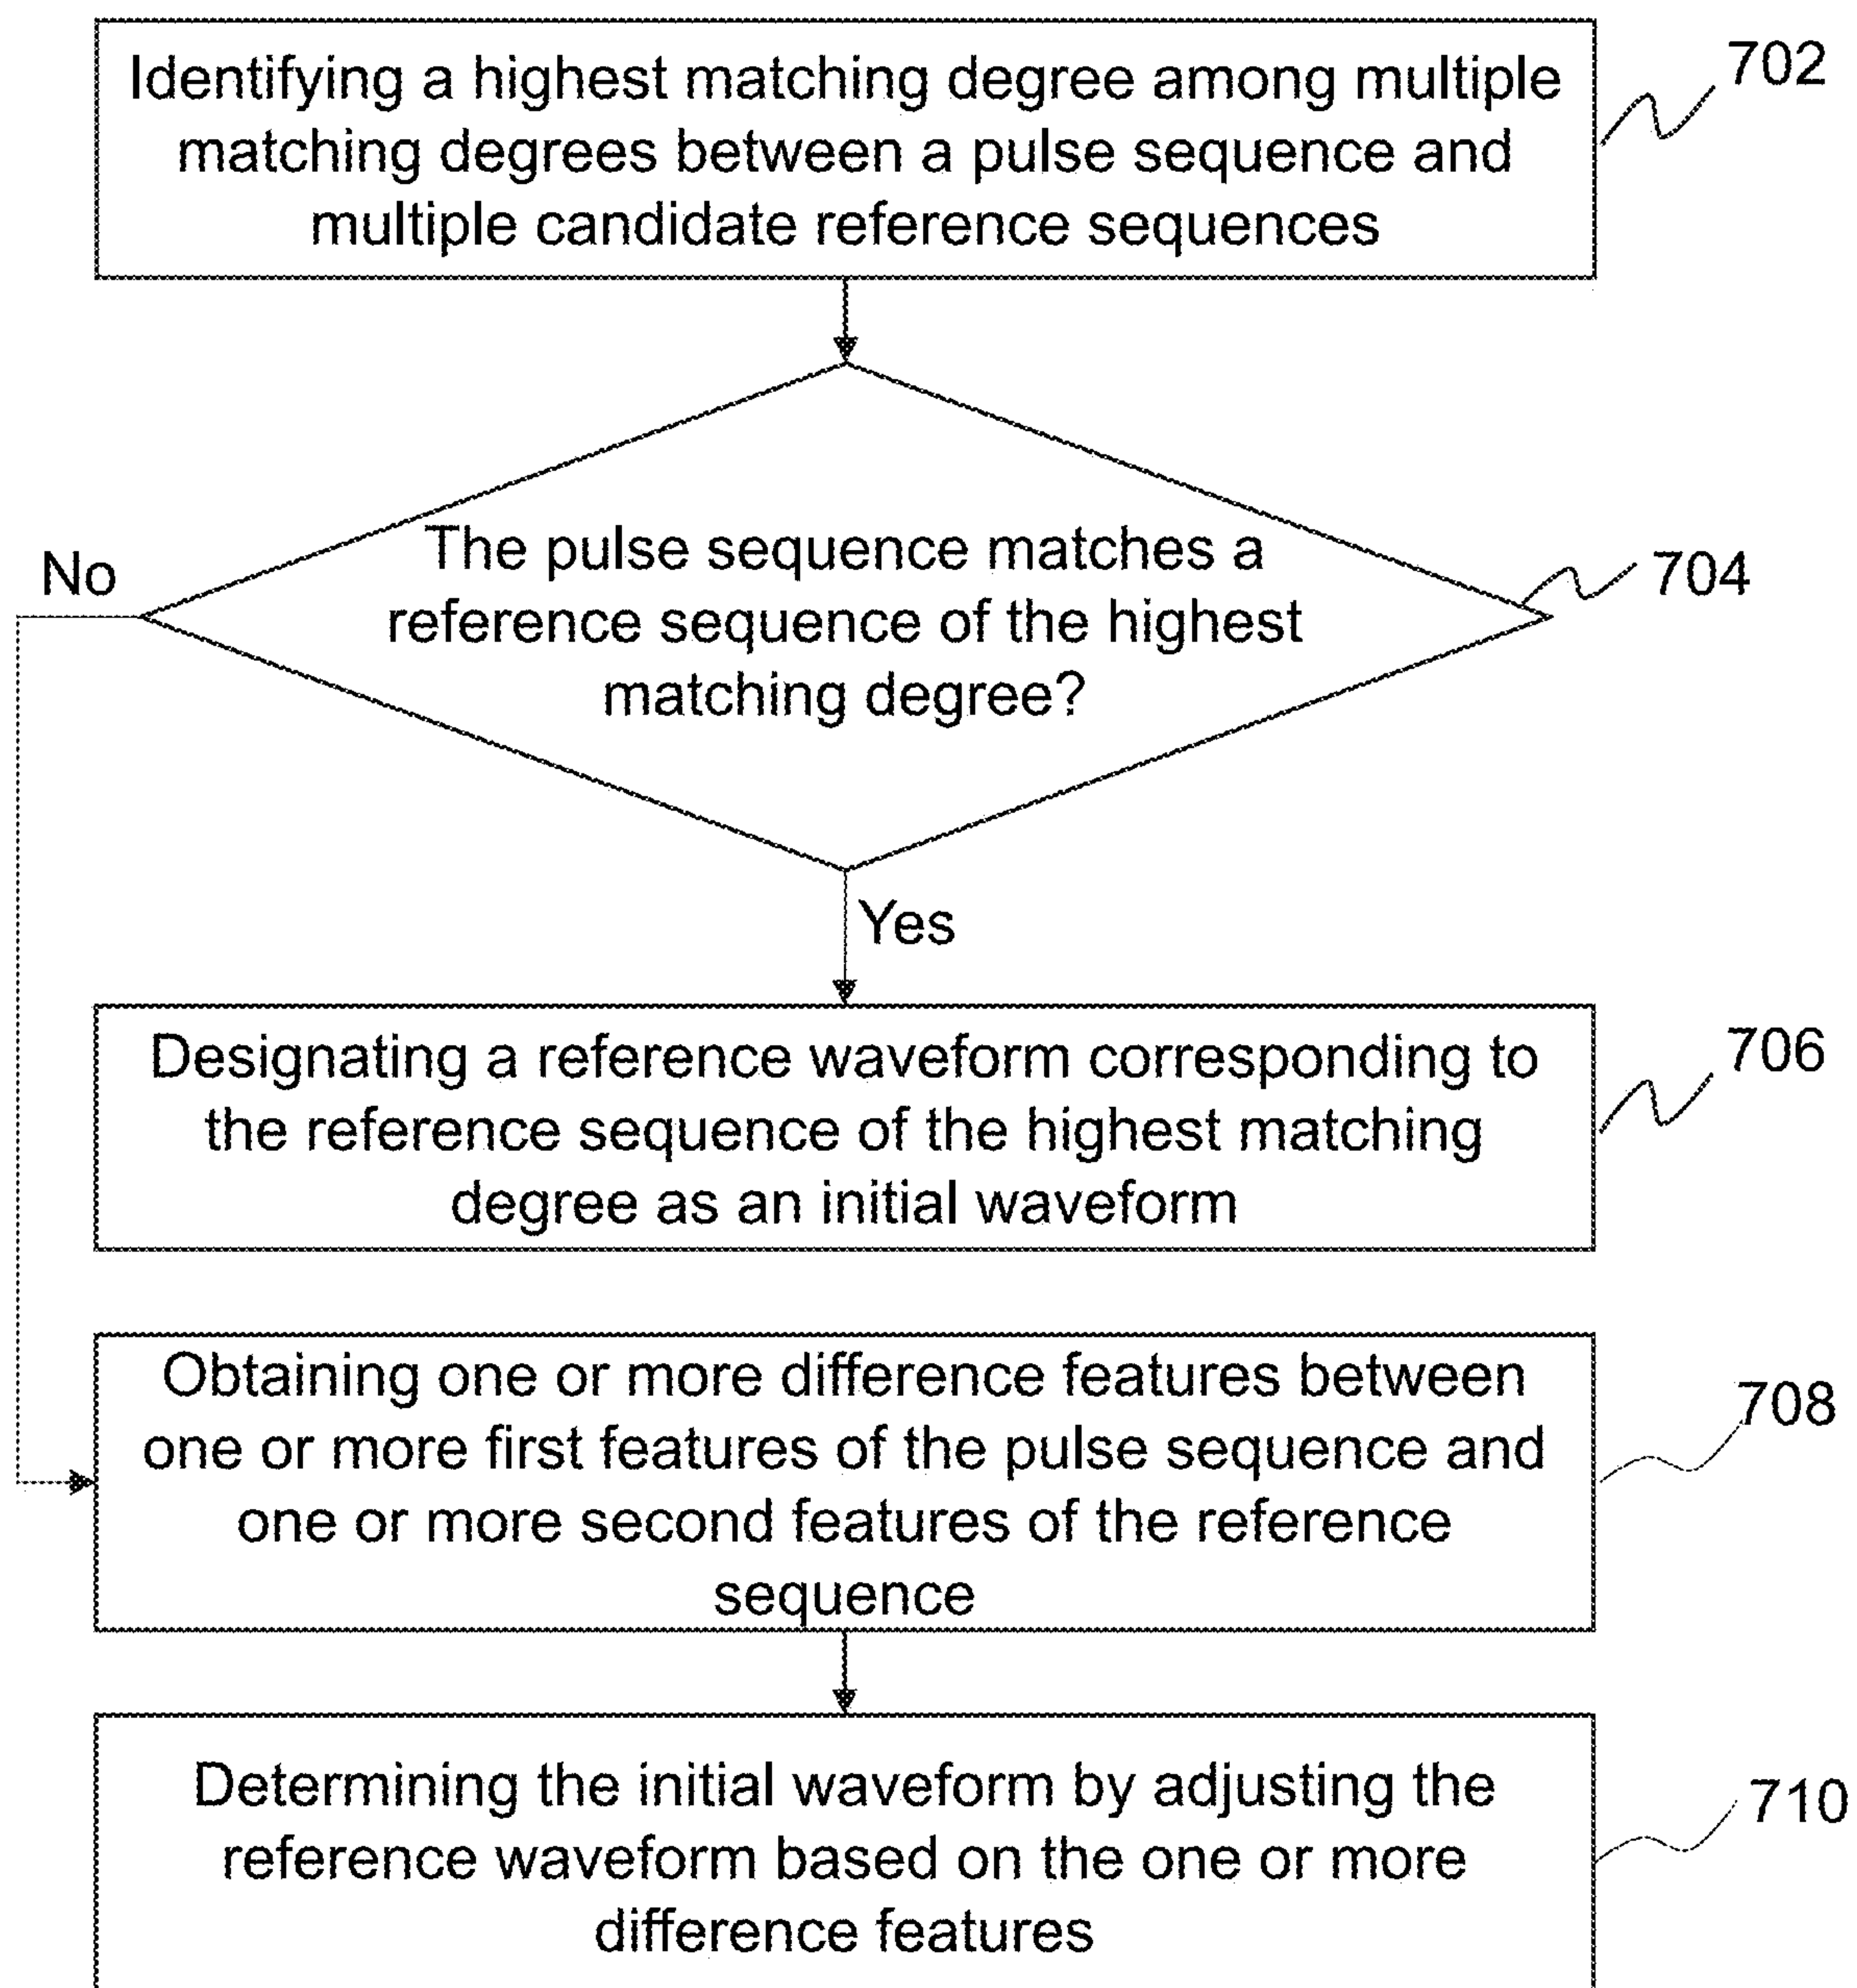 Identifying a highest matching degree among multiple
matching degrees between a pulse sequence and
multiple candidate reference sequences
702
The pulse sequence matches a
reference sequence of the highest
matching degree?
704
No
Yes
Designating a reference waveform corresponding to
the reference sequence of the highest matching
degree as an initial waveform
706
Obtaining one or more difference features between
one or more first features of the pulse sequence and
one or more second features of the reference
sequence
708
Determining the initial waveform by adjusting the
reference waveform based on the one or more
difference features
710